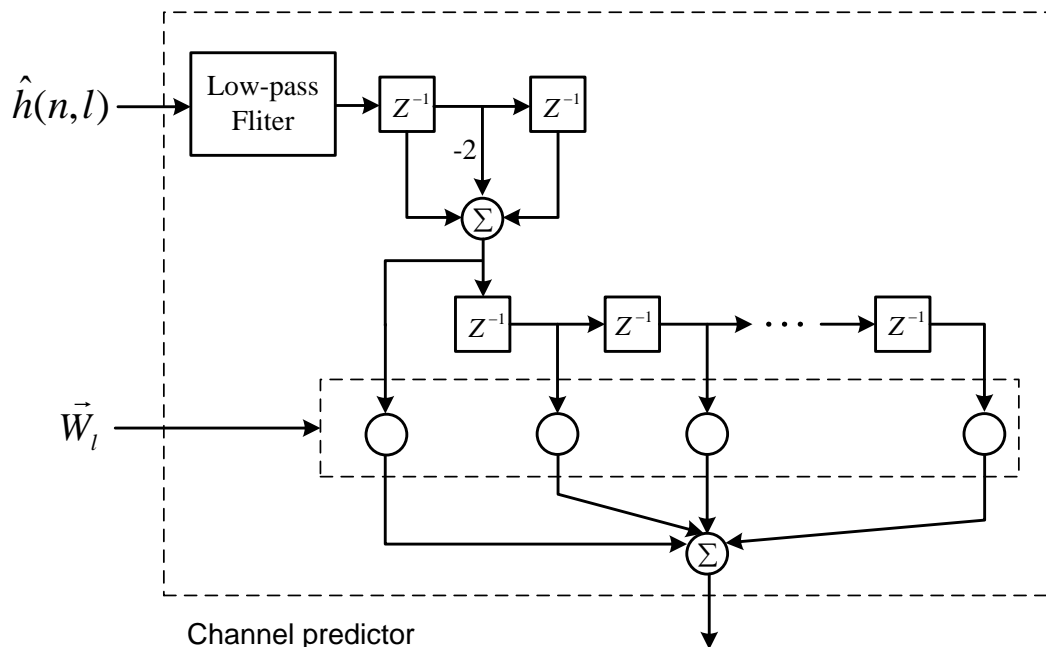 ĥ(n,l)
Low-pass
Fliter
Z⁻¹
Z⁻¹
-2
Σ
Z⁻¹
Z⁻¹
···
Z⁻¹
W⃗ₗ
Σ
Channel predictor